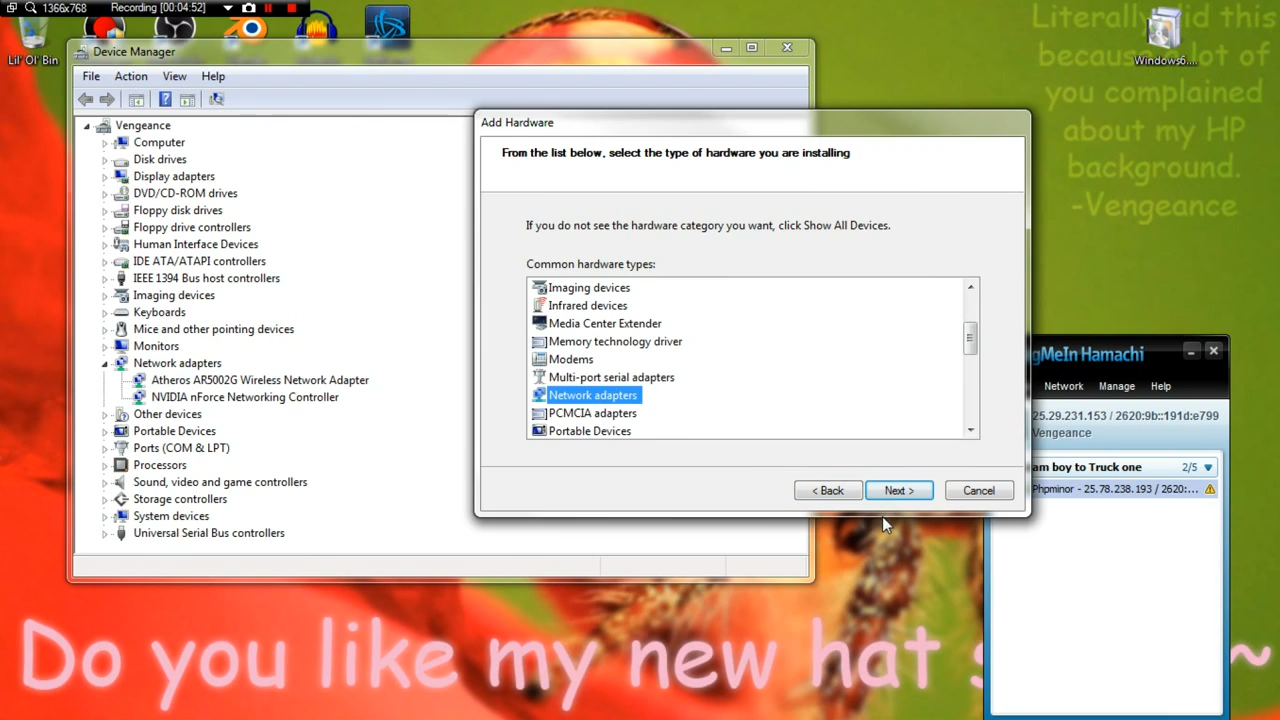 1366x768 Recording [00:04:52]
Lil' Ol' Bin
Windows6....
Literally did this
because a lot of
you complained
about my HP
background.
-Vengeance
Device Manager
File Action View Help
Vengeance
Computer
Disk drives
Display adapters
DVD/CD-ROM drives
Floppy disk drives
Floppy drive controllers
Human Interface Devices
IDE ATA/ATAPI controllers
IEEE 1394 Bus host controllers
Imaging devices
Keyboards
Mice and other pointing devices
Monitors
Network adapters
Atheros AR5002G Wireless Network Adapter
NVIDIA nForce Networking Controller
Other devices
Portable Devices
Ports (COM & LPT)
Processors
Sound, video and game controllers
Storage controllers
System devices
Universal Serial Bus controllers
Add Hardware
From the list below, select the type of hardware you are installing
If you do not see the hardware category you want, click Show All Devices.
Common hardware types:
Imaging devices
Infrared devices
Media Center Extender
Memory technology driver
Modems
Multi-port serial adapters
Network adapters
PCMCIA adapters
Portable Devices
< Back Next > Cancel
gMeIn Hamachi
Network Manage Help
25.29.231.153 / 2620:9b::191d:e799
Vengeance
am boy to Truck one 2/5
Phpminor - 25.78.238.193 / 2620:...
Do you like my new hat s ~